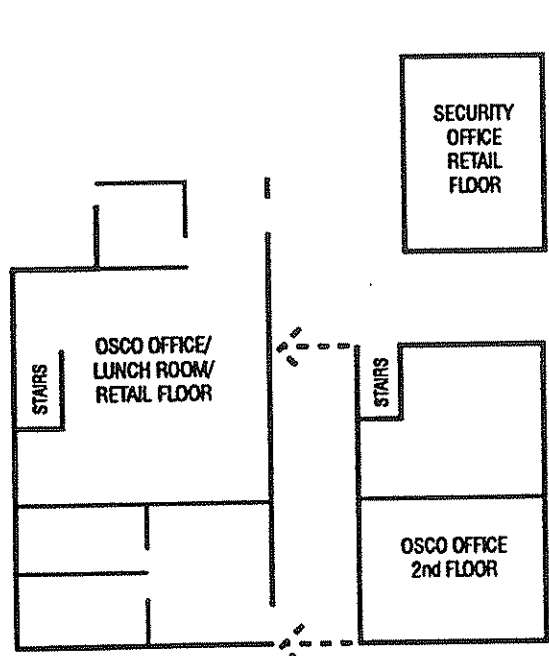 SECURITY
OFFICE
RETAIL
FLOOR
OSCO OFFICE/
LUNCH ROOM/
RETAIL FLOOR
STAIRS
STAIRS
OSCO OFFICE
2nd FLOOR